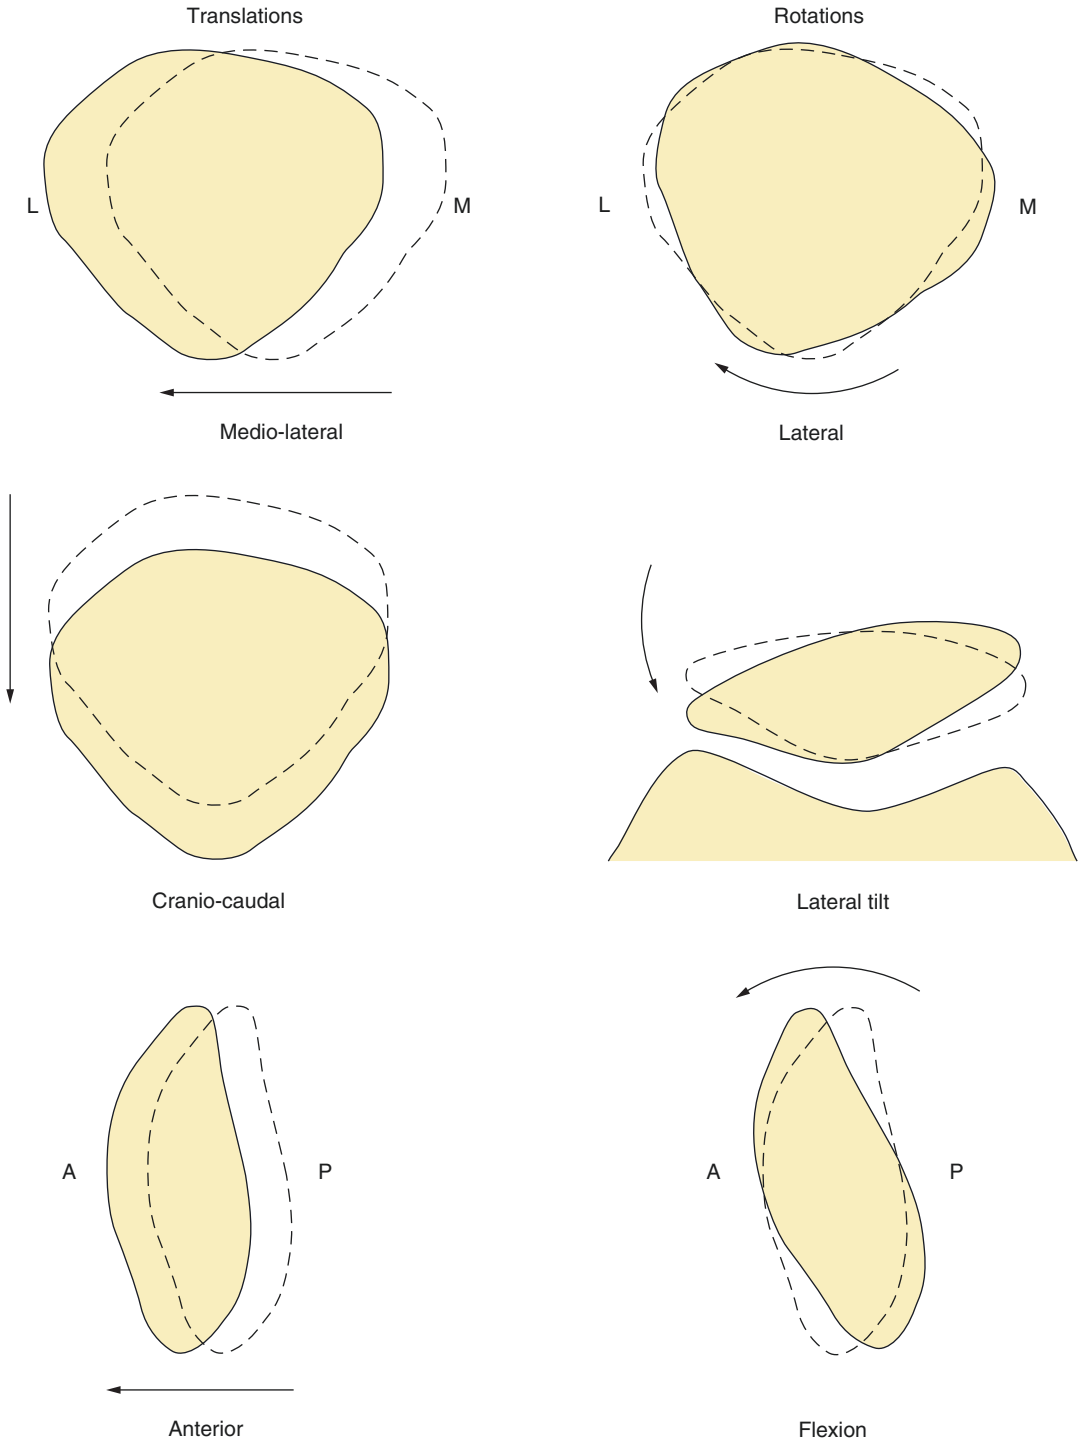 Translations
Rotations
L
M
L
M
Medio-lateral
Lateral
Cranio-caudal
Lateral tilt
A
P
A
P
Anterior
Flexion